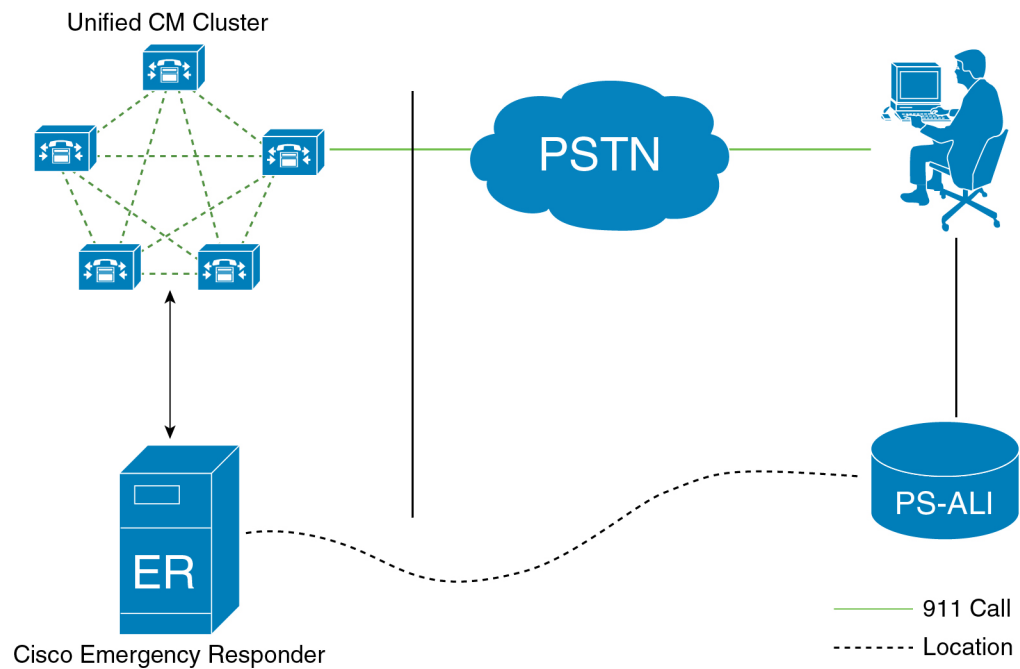 Unified CM Cluster
PSTN
PS-ALI
ER
911 Call
Location
Cisco Emergency Responder